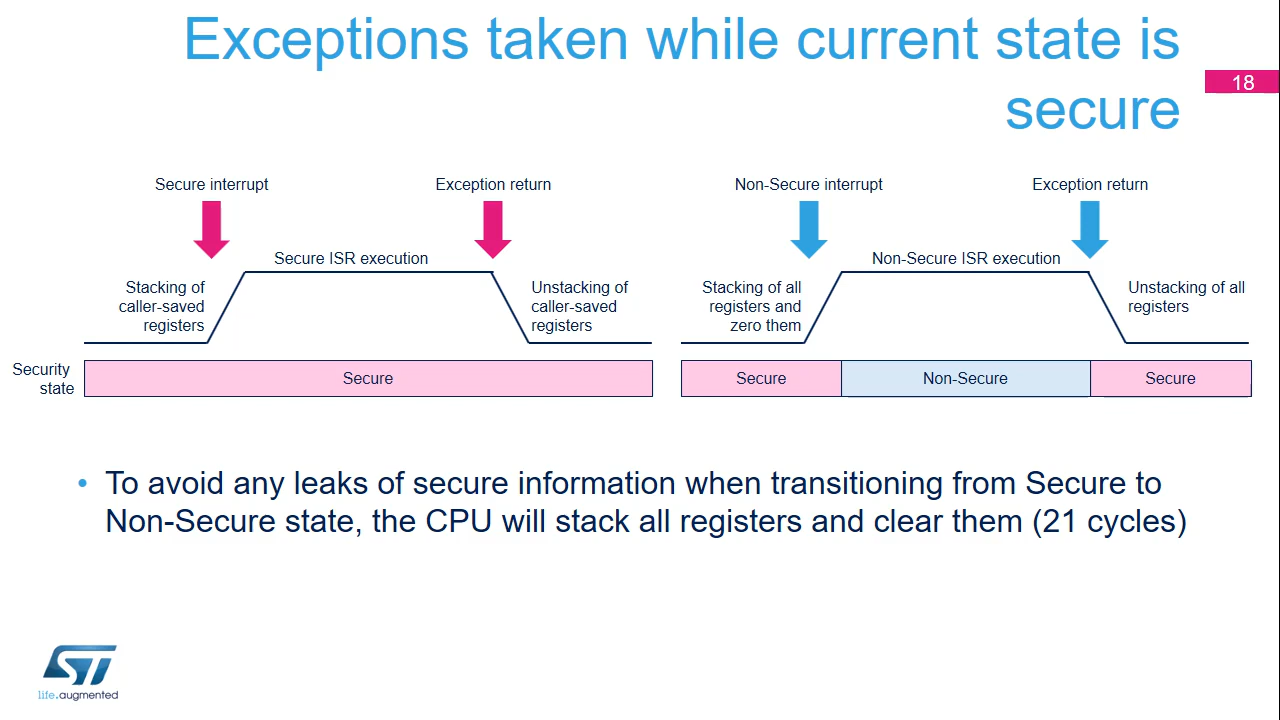 Exceptions taken while current state is
secure
18
Secure interrupt
Exception return
Secure ISR execution
Stacking of
caller-saved
registers
Unstacking of
caller-saved
registers
Non-Secure interrupt
Exception return
Non-Secure ISR execution
Stacking of all
registers and
zero them
Unstacking of all
registers
Security
state
Secure
Secure
Non-Secure
Secure
• To avoid any leaks of secure information when transitioning from Secure to
Non-Secure state, the CPU will stack all registers and clear them (21 cycles)
ST
life.augmented